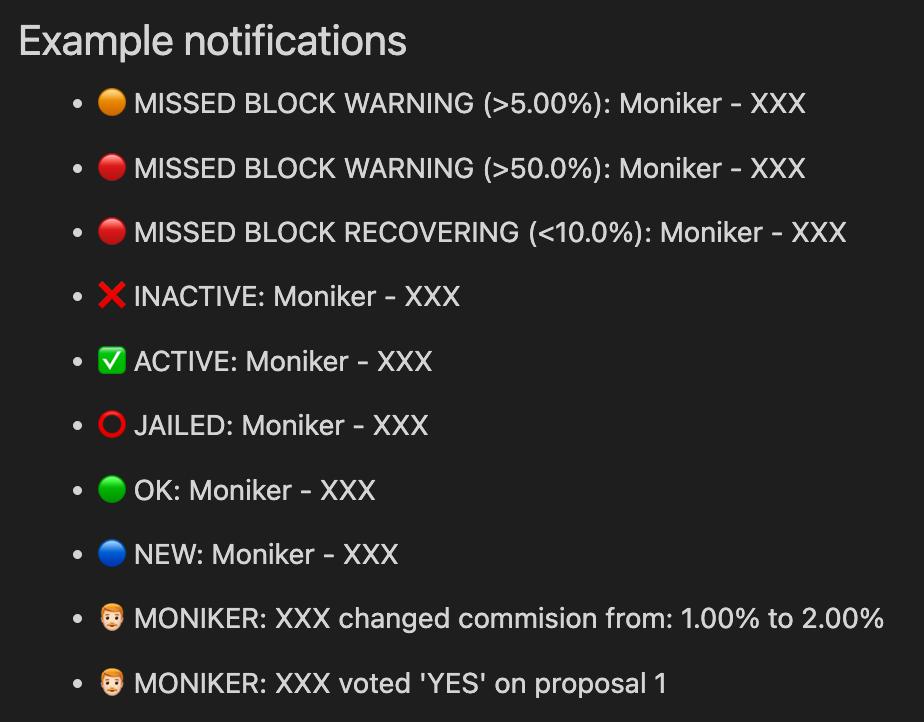 Example notifications
• 🟠 MISSED BLOCK WARNING (>5.00%): Moniker - XXX
• 🔴 MISSED BLOCK WARNING (>50.0%): Moniker - XXX
• 🔴 MISSED BLOCK RECOVERING (<10.0%): Moniker - XXX
• ❌ INACTIVE: Moniker - XXX
• ✅ ACTIVE: Moniker - XXX
• ⭕ JAILED: Moniker - XXX
• 🟢 OK: Moniker - XXX
• 🔵 NEW: Moniker - XXX
• 👨🏼‍🦰 MONIKER: XXX changed commision from: 1.00% to 2.00%
• 👨🏼‍🦰 MONIKER: XXX voted 'YES' on proposal 1